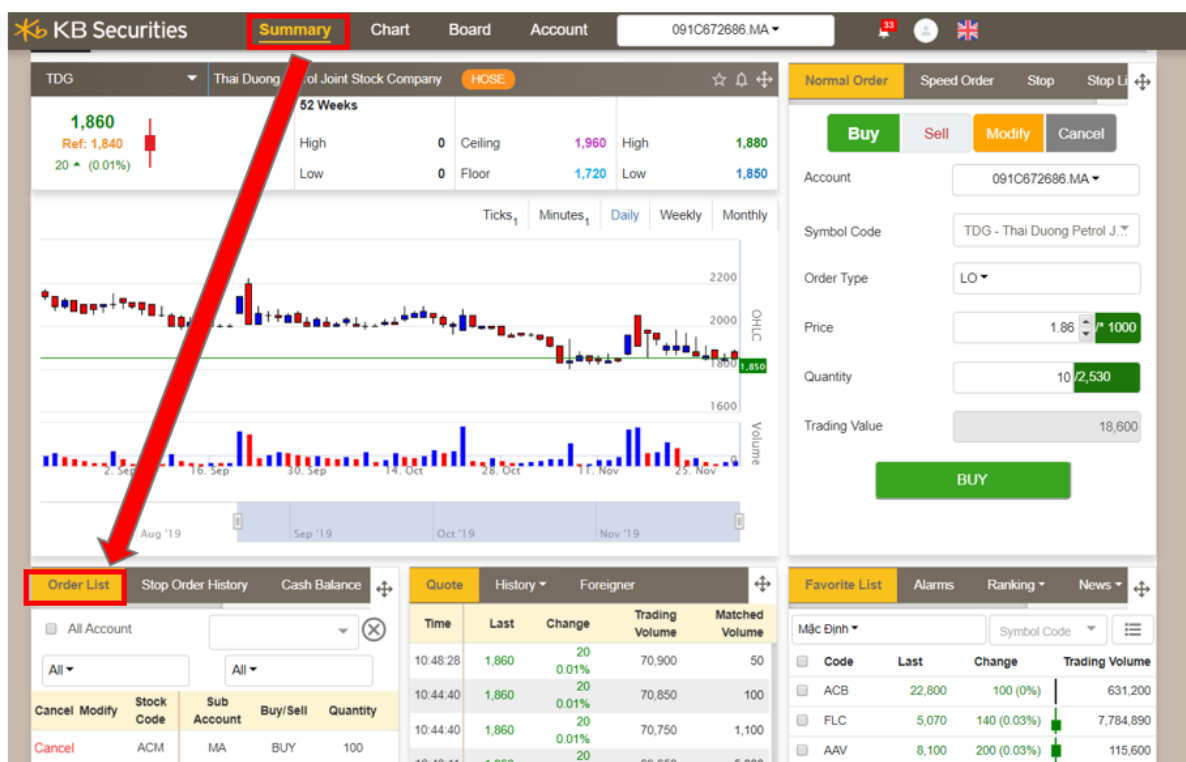 KB Securities Summary Chart Board Account 091C672686.MA 33
TDG Thai Duong Petrol Joint Stock Company HOSE
1,860
Ref: 1,840
20 (0.01%)
52 Weeks
High 0 Ceiling 1,960 High 1,880
Low 0 Floor 1,720 Low 1,850
Ticks1 Minutes1 Daily Weekly Monthly
2200
2000
1800
1,850
1600
OHLC
Volume
0
2. Sep 16. Sep 30. Sep 14. Oct 28. Oct 11. Nov 25. Nov
Aug '19 Sep '19 Oct '19 Nov '19
Normal Order Speed Order Stop Stop Li
Buy Sell Modify Cancel
Account 091C672686.MA
Symbol Code TDG - Thai Duong Petrol J...
Order Type LO
Price 1.86 /* 1000
Quantity 10 /2,530
Trading Value 18,600
BUY
Order List Stop Order History Cash Balance
All Account
All All
Cancel Modify Stock Code Sub Account Buy/Sell Quantity
Cancel ACM MA BUY 100
Quote History Foreigner
Time Last Change Trading Volume Matched Volume
10:48:28 1,860 20 0.01% 70,900 50
10:44:40 1,860 20 0.01% 70,850 100
10:44:40 1,860 20 0.01% 70,750 1,100
20
Favorite List Alarms Ranking News
Mặc Định Symbol Code
Code Last Change Trading Volume
ACB 22,800 100 (0%) 631,200
FLC 5,070 140 (0.03%) 7,784,890
AAV 8,100 200 (0.03%) 115,600